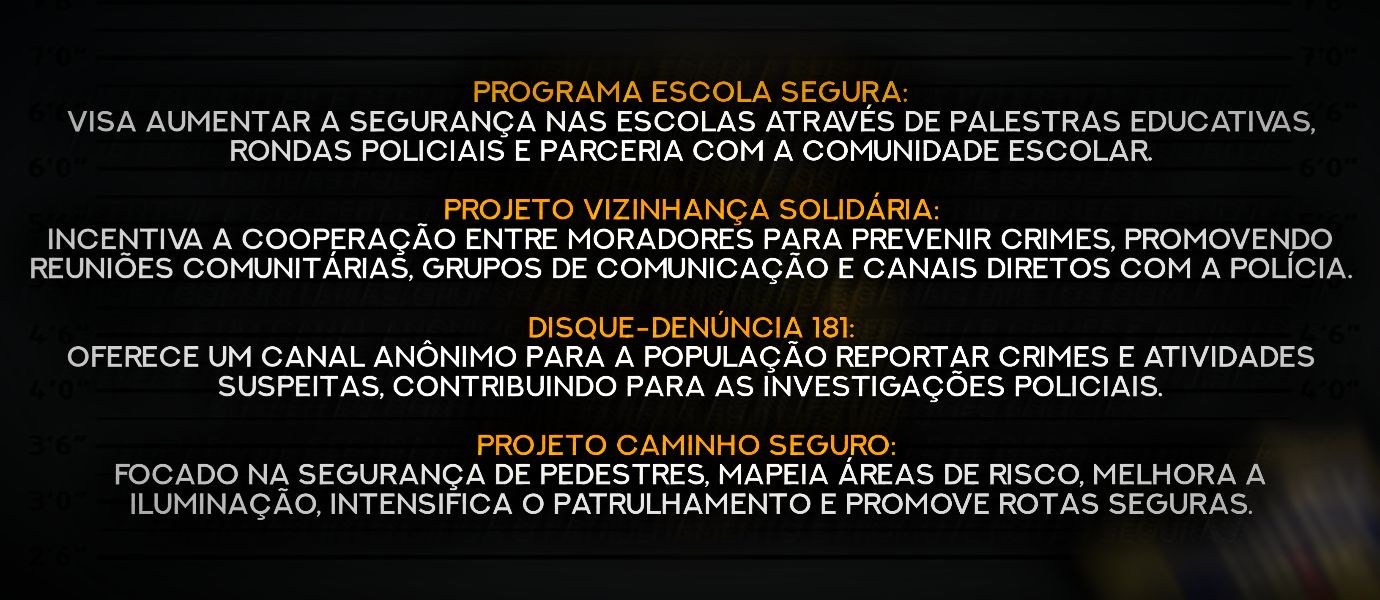 PROGRAMA ESCOLA SEGURA:
VISA AUMENTAR A SEGURANÇA NAS ESCOLAS ATRAVÉS DE PALESTRAS EDUCATIVAS,
RONDAS POLICIAIS E PARCERIA COM A COMUNIDADE ESCOLAR.
PROJETO VIZINHANÇA SOLIDÁRIA:
INCENTIVA A COOPERAÇÃO ENTRE MORADORES PARA PREVENIR CRIMES, PROMOVENDO
REUNIÕES COMUNITÁRIAS, GRUPOS DE COMUNICAÇÃO E CANAIS DIRETOS COM A POLÍCIA.
DISQUE-DENÚNCIA 181:
OFERECE UM CANAL ANÔNIMO PARA A POPULAÇÃO REPORTAR CRIMES E ATIVIDADES
SUSPEITAS, CONTRIBUINDO PARA AS INVESTIGAÇÕES POLICIAIS.
PROJETO CAMINHO SEGURO:
FOCADO NA SEGURANÇA DE PEDESTRES, MAPEIA ÁREAS DE RISCO, MELHORA A
ILUMINAÇÃO, INTENSIFICA O PATRULHAMENTO E PROMOVE ROTAS SEGURAS.